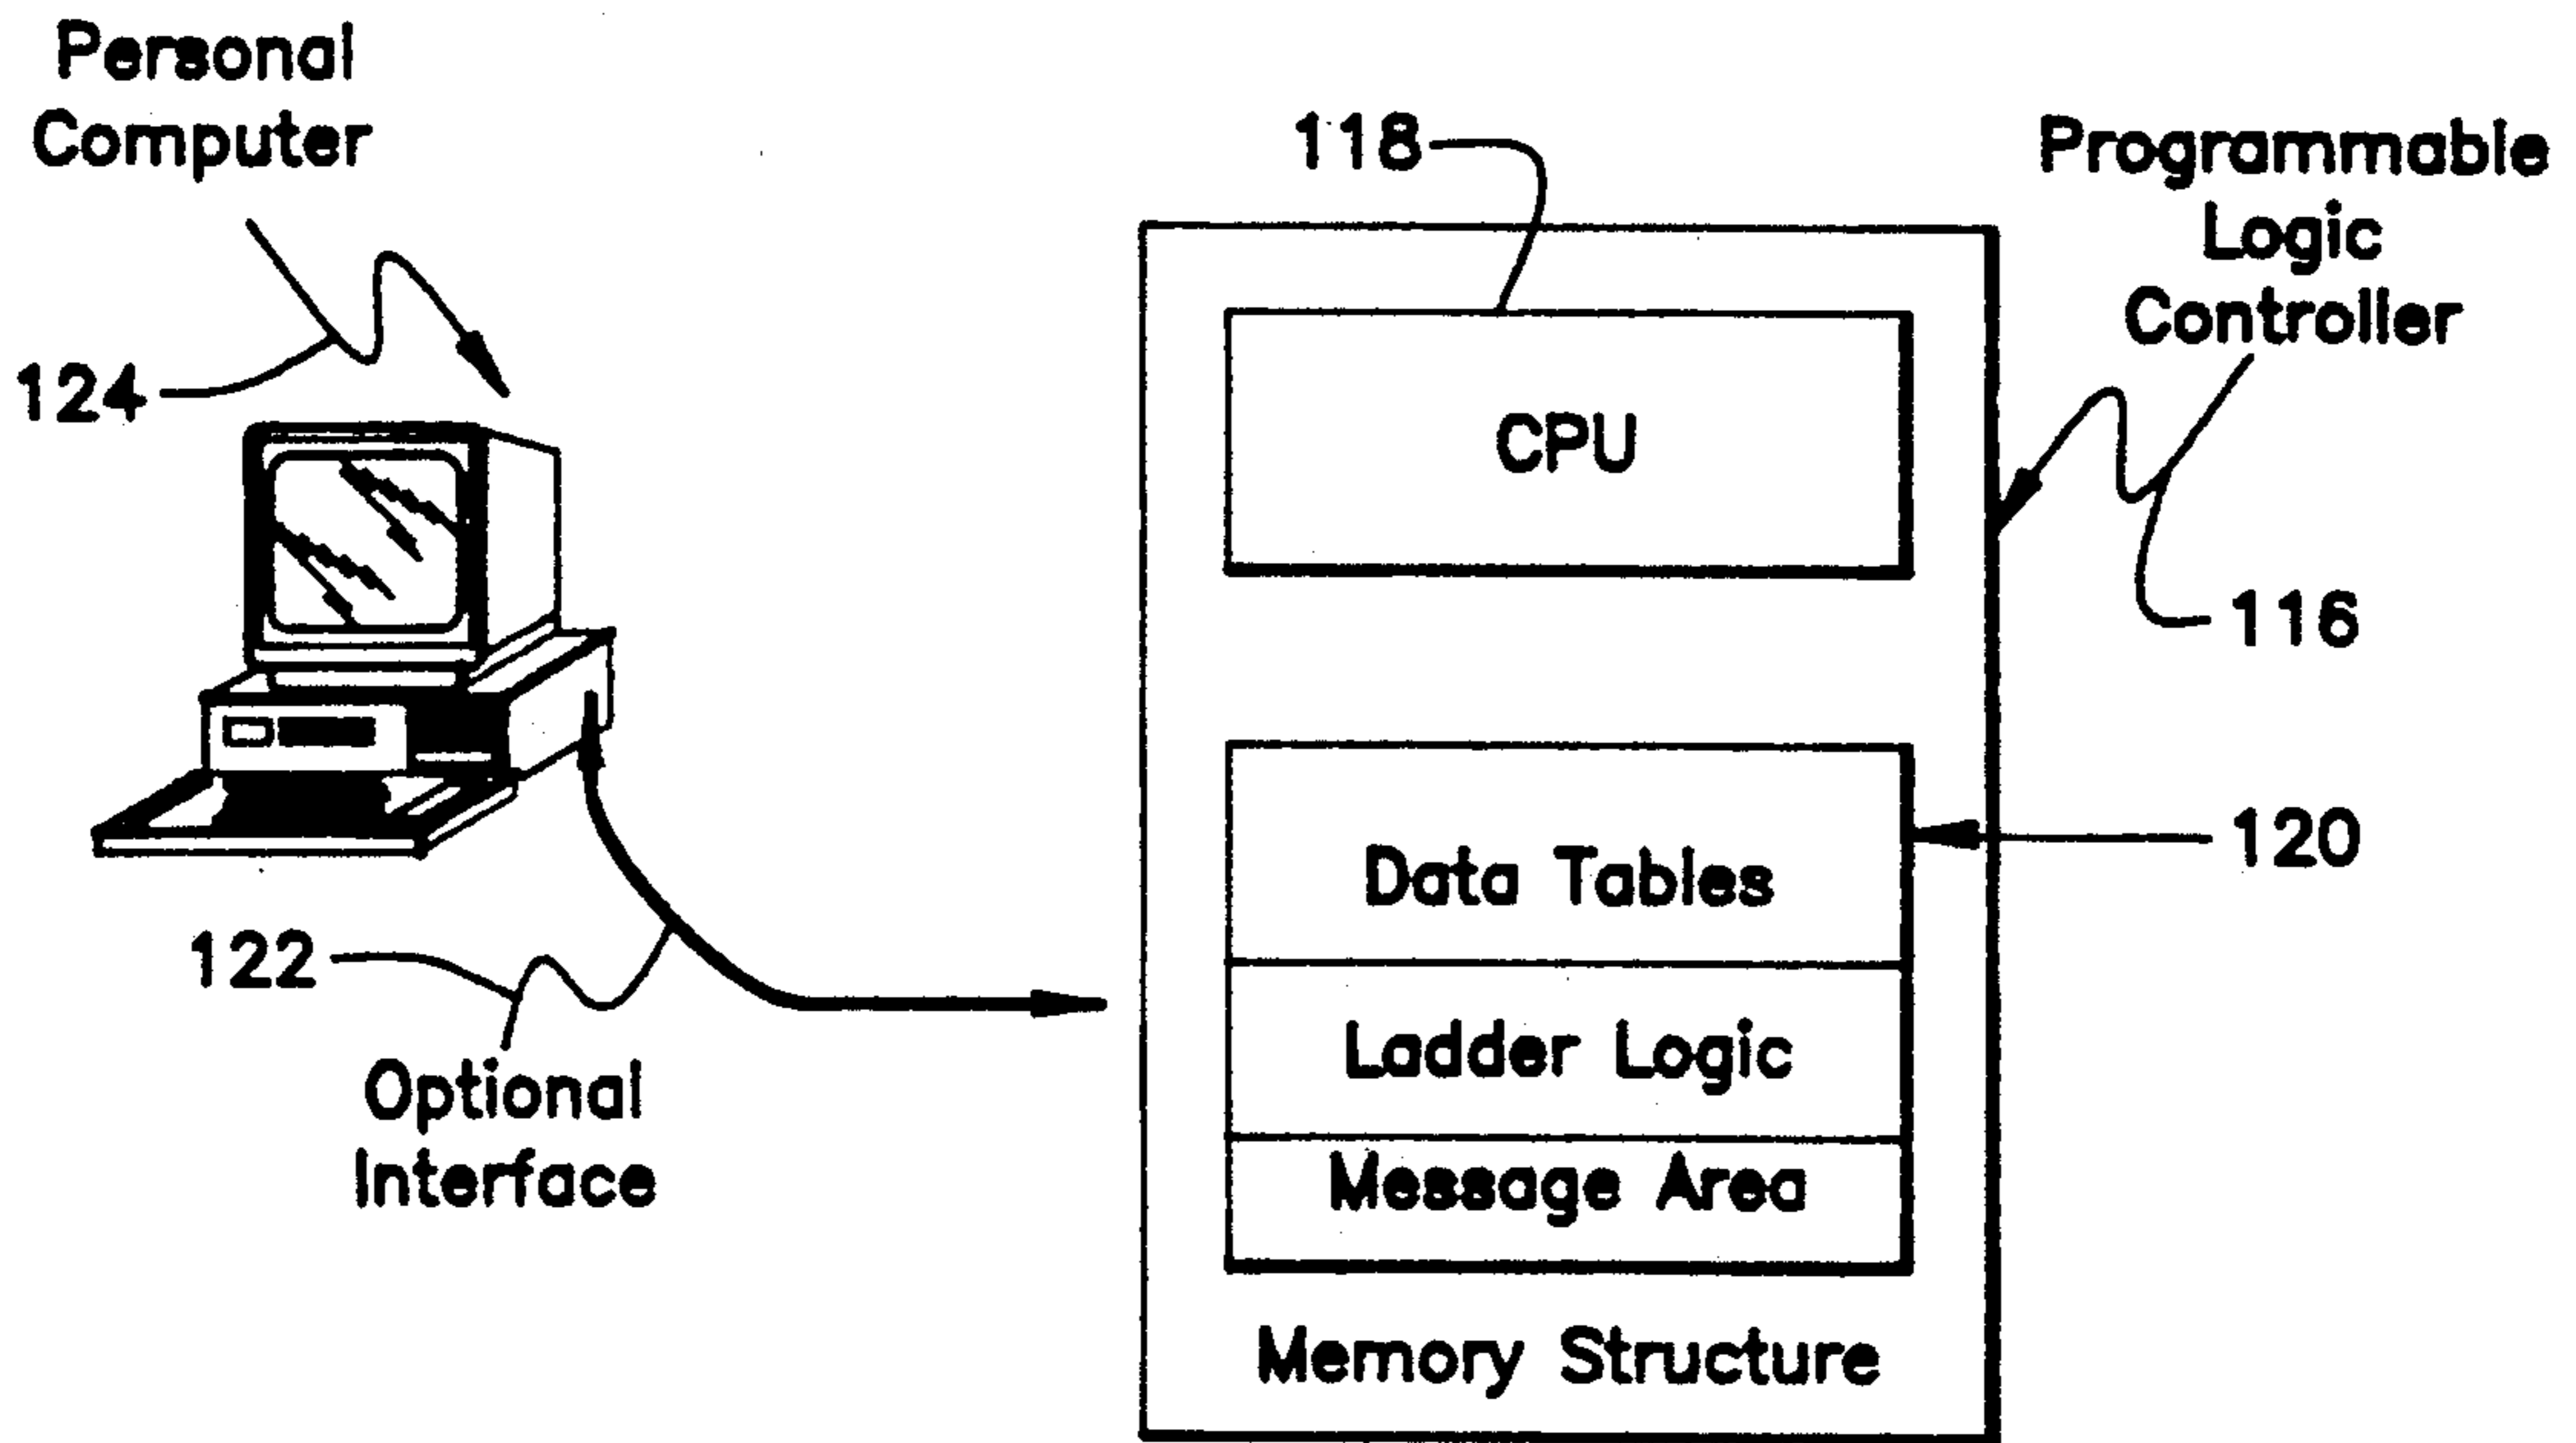 Personal
Computer
124
118
Programmable
Logic
Controller
CPU
116
Data Tables
120
122
Ladder Logic
Optional
Interface
Message Area
Memory Structure